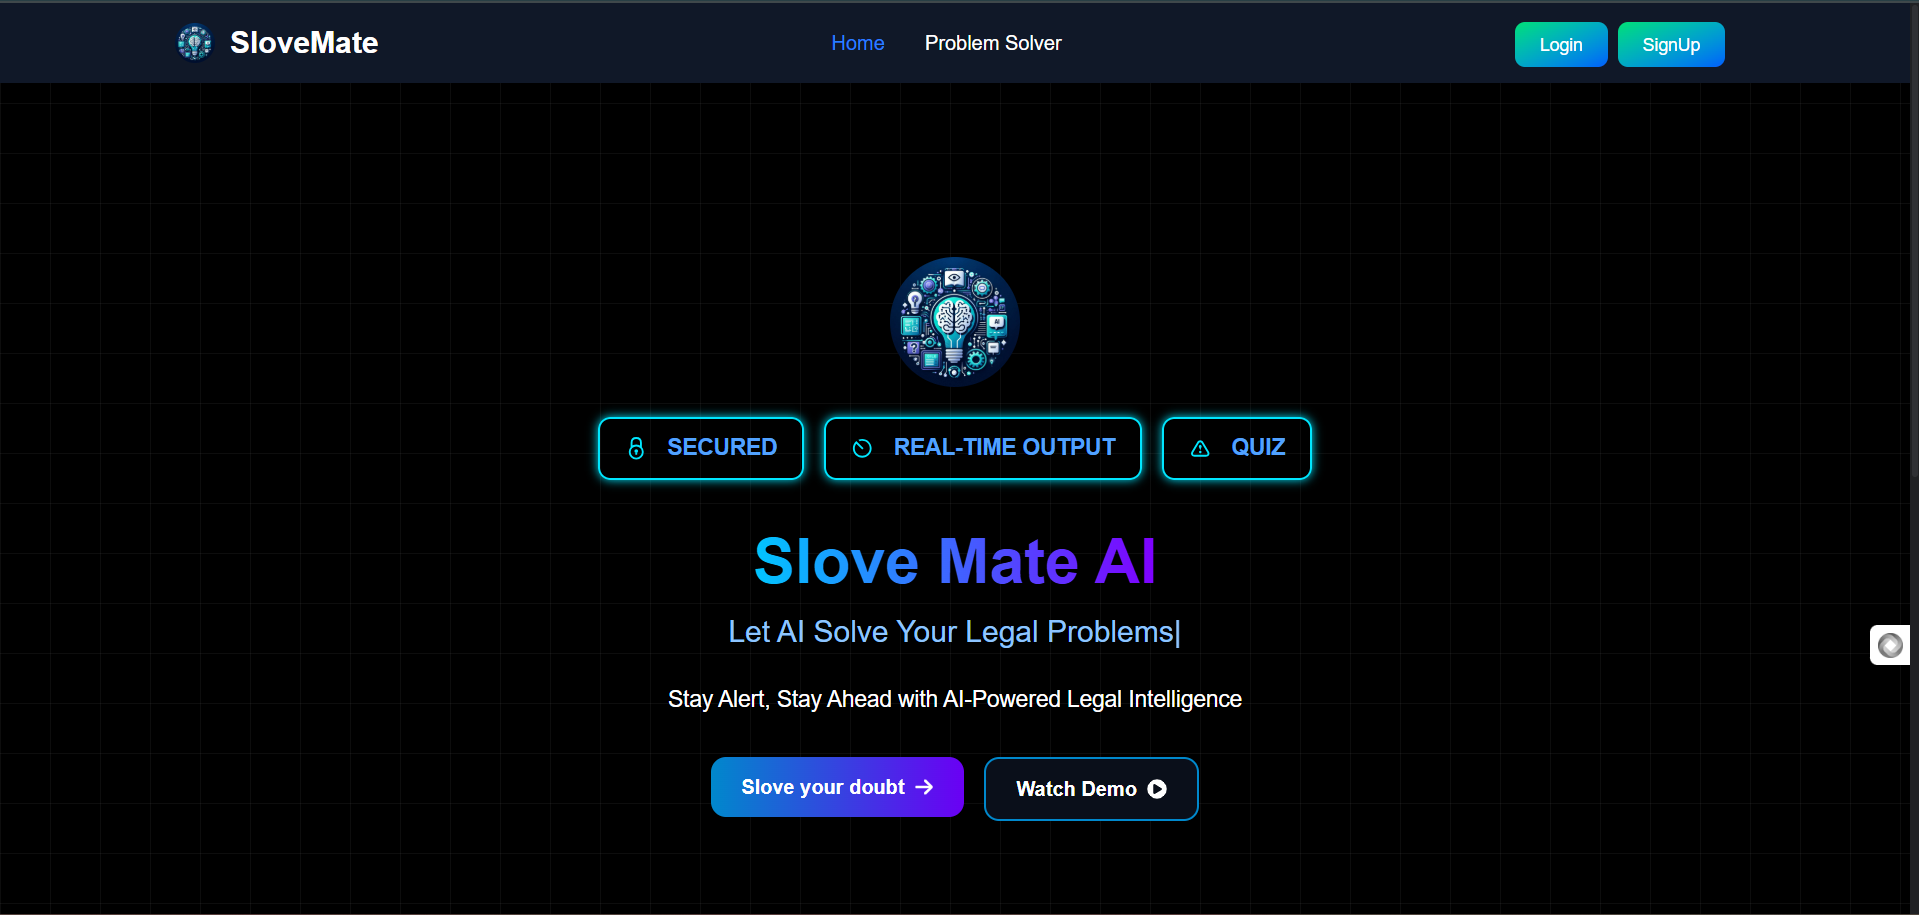 SloveMate
Home
Problem Solver
Login
SignUp
AI
SECURED
REAL-TIME OUTPUT
QUIZ
Slove Mate AI
Let AI Solve Your Legal Problems|
Stay Alert, Stay Ahead with AI-Powered Legal Intelligence
Slove your doubt
Watch Demo